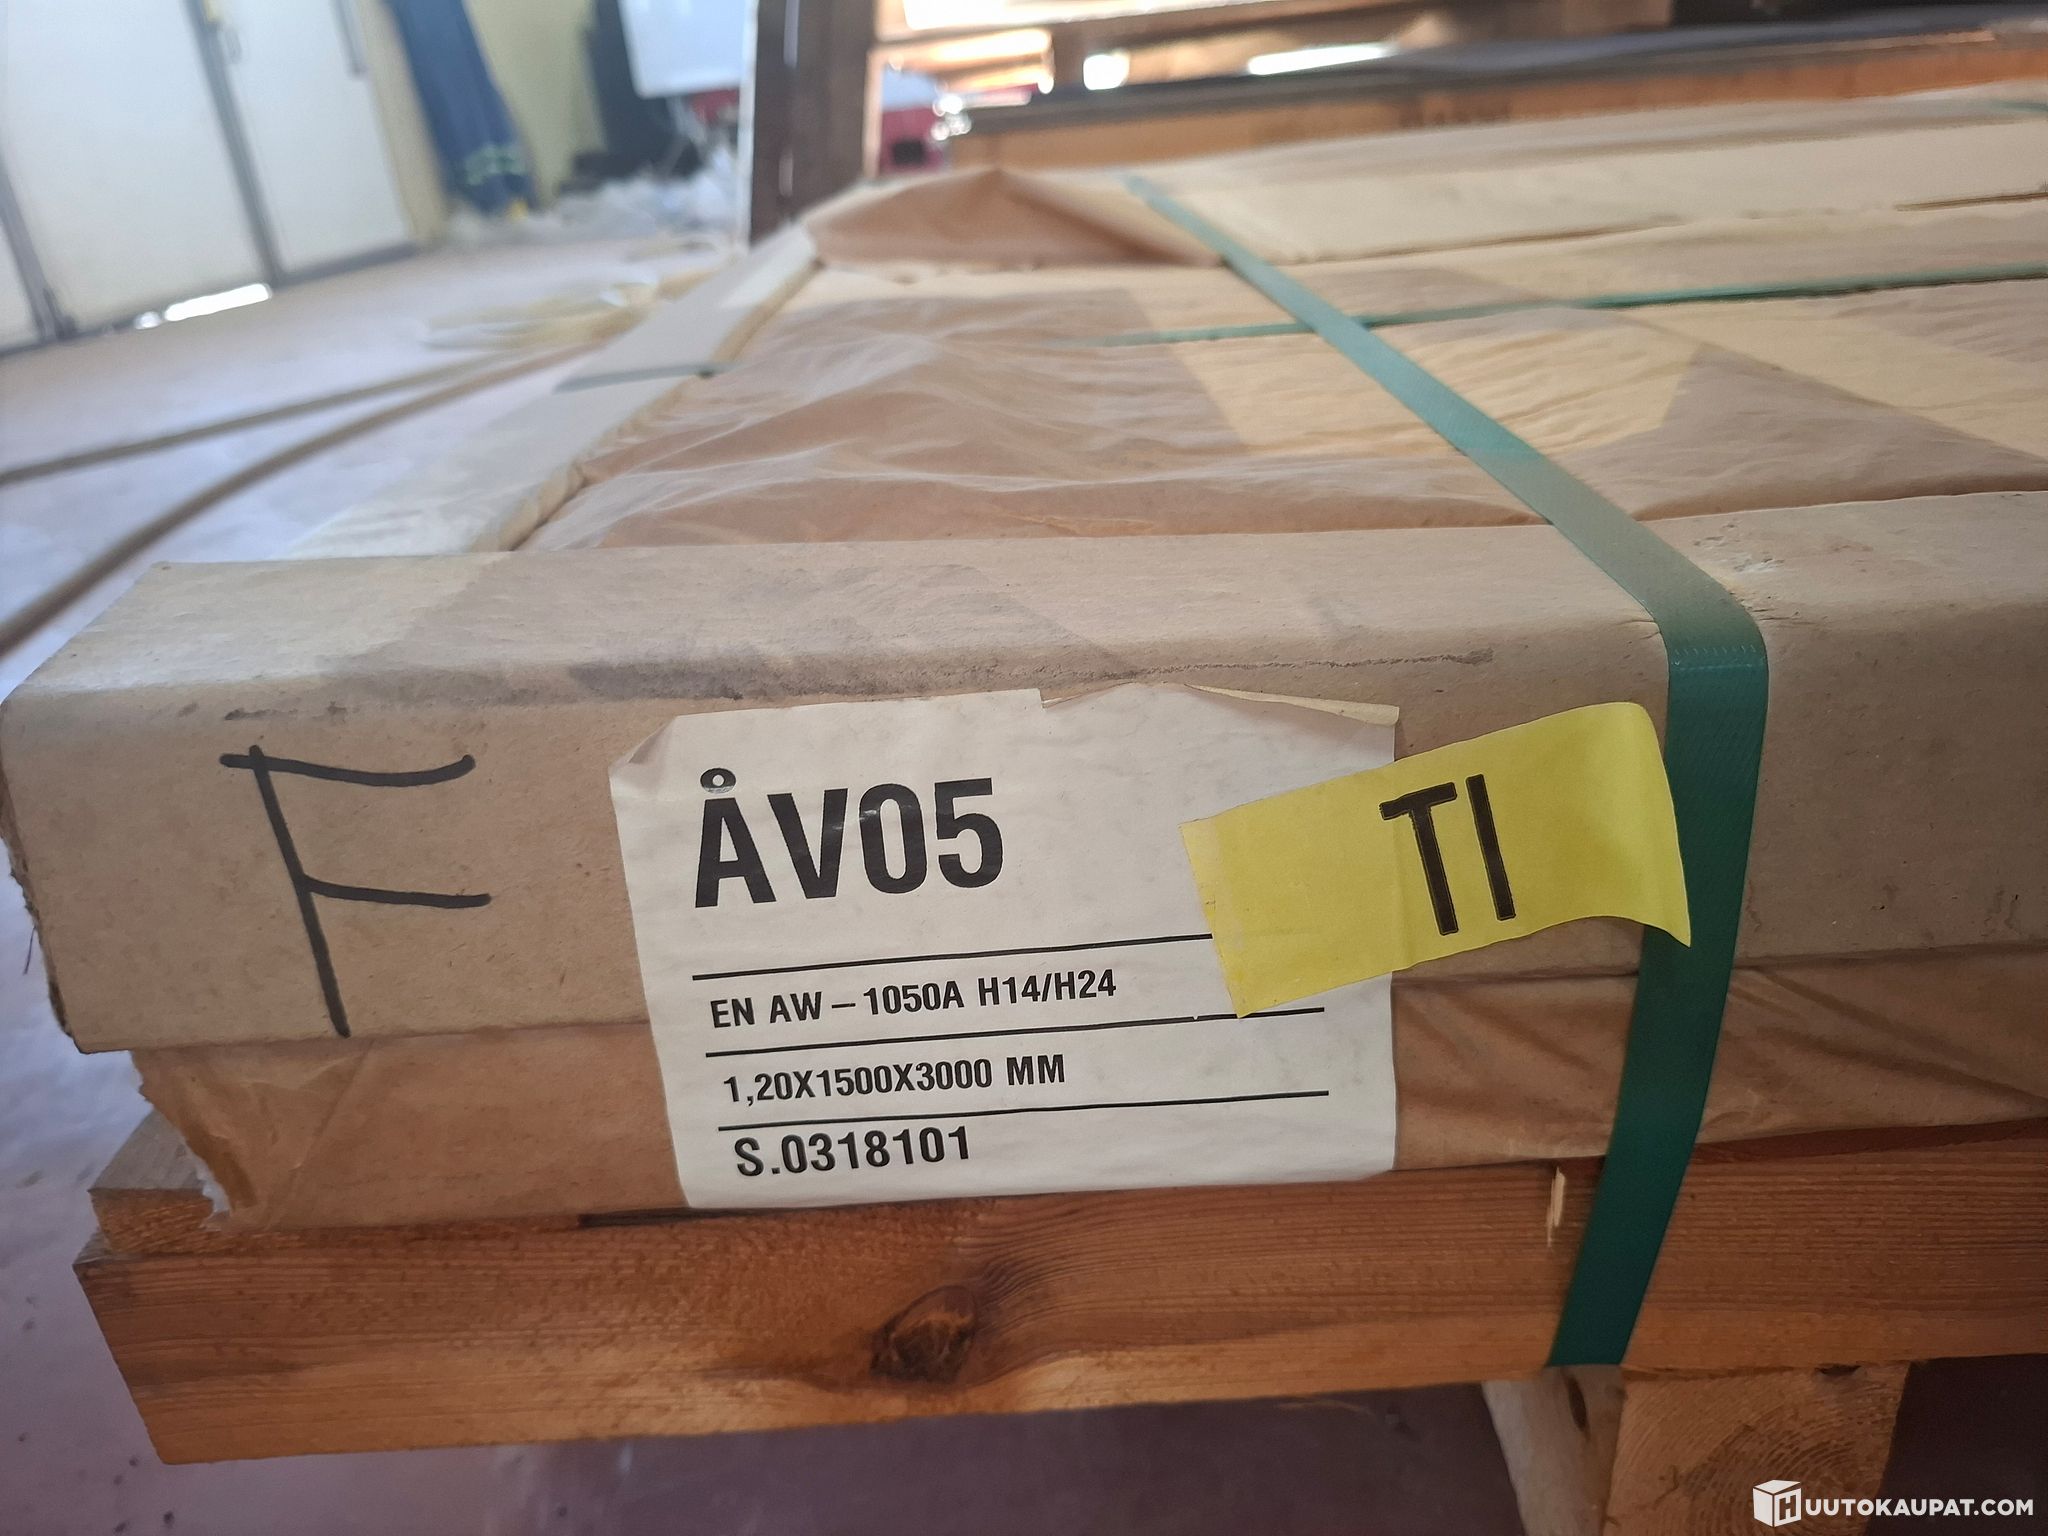 F
ÅV05
TI
EN AW – 1050A H14/H24
1,20X1500X3000 MM
S.0318101
HUUTOKAUPAT.COM